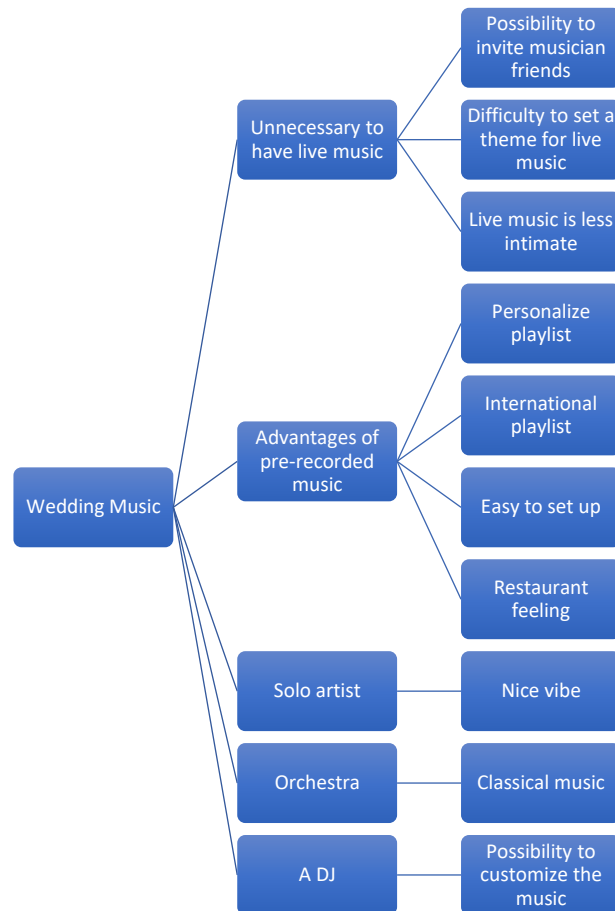 Wedding Music
Unnecessary to
have live music
Possibility to
invite musician
friends
Difficulty to set a
theme for live
music
Live music is less
intimate
Advantages of
pre-recorded
music
Personalize
playlist
International
playlist
Easy to set up
Restaurant
feeling
Solo artist
Nice vibe
Orchestra
Classical music
A DJ
Possibility to
customize the
music